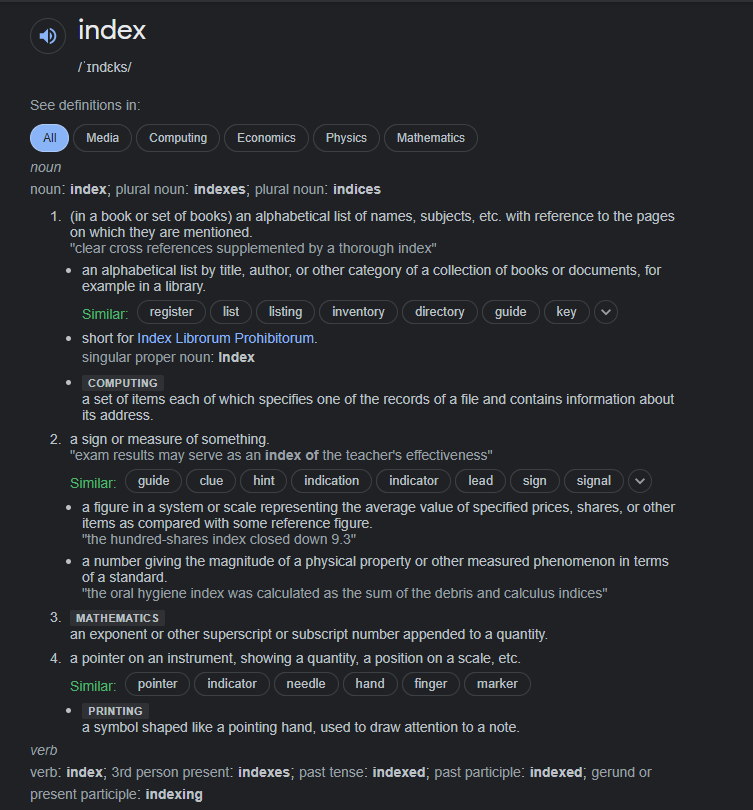 index
/ˈɪndɛks/
See definitions in:
All Media Computing Economics Physics Mathematics
noun
noun: index; plural noun: indexes; plural noun: indices
1. (in a book or set of books) an alphabetical list of names, subjects, etc. with reference to the pages
on which they are mentioned.
"clear cross references supplemented by a thorough index"
• an alphabetical list by title, author, or other category of a collection of books or documents, for
example in a library.
Similar: register list listing inventory directory guide key
• short for Index Librorum Prohibitorum.
singular proper noun: Index
• COMPUTING
a set of items each of which specifies one of the records of a file and contains information about
its address.
2. a sign or measure of something.
"exam results may serve as an index of the teacher's effectiveness"
Similar: guide clue hint indication indicator lead sign signal
• a figure in a system or scale representing the average value of specified prices, shares, or other
items as compared with some reference figure.
"the hundred-shares index closed down 9.3"
• a number giving the magnitude of a physical property or other measured phenomenon in terms
of a standard.
"the oral hygiene index was calculated as the sum of the debris and calculus indices"
3. MATHEMATICS
an exponent or other superscript or subscript number appended to a quantity.
4. a pointer on an instrument, showing a quantity, a position on a scale, etc.
Similar: pointer indicator needle hand finger marker
• PRINTING
a symbol shaped like a pointing hand, used to draw attention to a note.
verb
verb: index; 3rd person present: indexes; past tense: indexed; past participle: indexed; gerund or
present participle: indexing